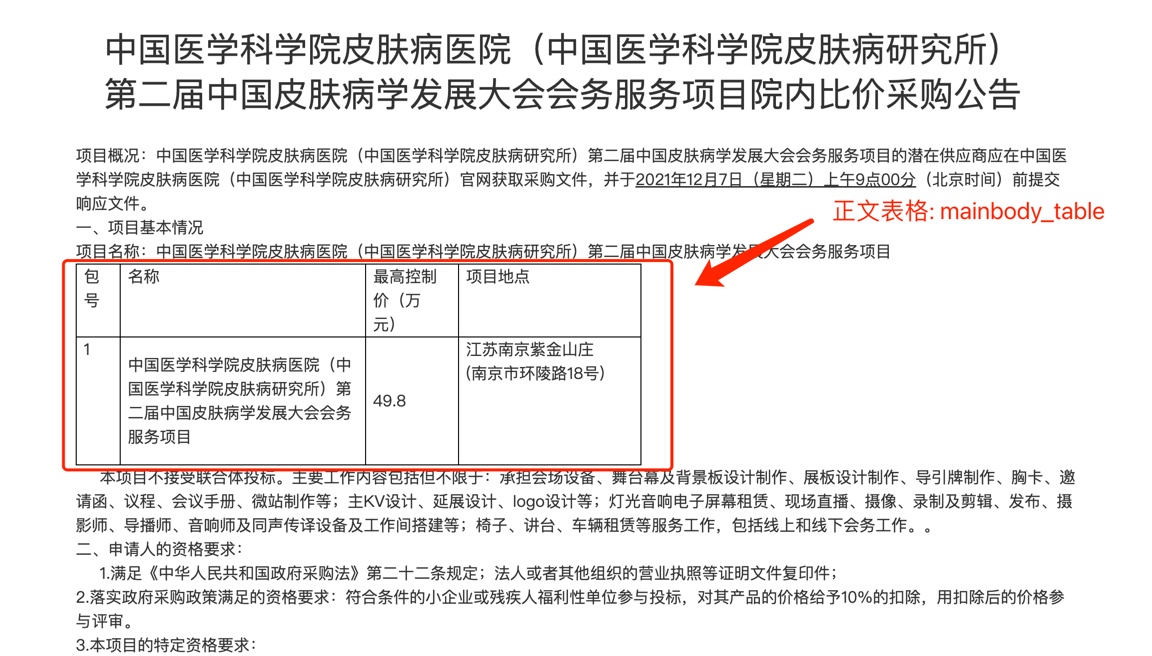 中国医学科学院皮肤病医院（中国医学科学院皮肤病研究所）
第二届中国皮肤病学发展大会会务服务项目院内比价采购公告
项目概况：中国医学科学院皮肤病医院（中国医学科学院皮肤病研究所）第二届中国皮肤病学发展大会会务服务项目的潜在供应商应在中国医
学科学院皮肤病医院（中国医学科学院皮肤病研究所）官网获取采购文件，并于2021年12月7日（星期二）上午9点00分（北京时间）前提交
响应文件。
正文表格: mainbody_table
一、项目基本情况
项目名称：中国医学科学院皮肤病医院（中国医学科学院皮肤病研究所）第二届中国皮肤病学发展大会会务服务项目
包
号
名称
最高控制
价（万
元）
项目地点
1
中国医学科学院皮肤病医院（中
国医学科学院皮肤病研究所）第
二届中国皮肤病学发展大会会务
服务项目
49.8
江苏南京紫金山庄
(南京市环陵路18号）
本项目不接受联合体投标。主要工作内容包括但不限于：承担会场设备、舞台幕及背景板设计制作、展板设计制作、导引牌制作、胸卡、邀
请函、议程、会议手册、微站制作等；主KV设计、延展设计、logo设计等；灯光音响电子屏幕租赁、现场直播、摄像、录制及剪辑、发布、摄
影师、导播师、音响师及同声传译设备及工作间搭建等；椅子、讲台、车辆租赁等服务工作，包括线上和线下会务工作。。
二、申请人的资格要求：
1.满足《中华人民共和国政府采购法》第二十二条规定；法人或者其他组织的营业执照等证明文件复印件；
2.落实政府采购政策满足的资格要求：符合条件的小企业或残疾人福利性单位参与投标，对其产品的价格给予10%的扣除，用扣除后的价格参
与评审。
3.本项目的特定资格要求：